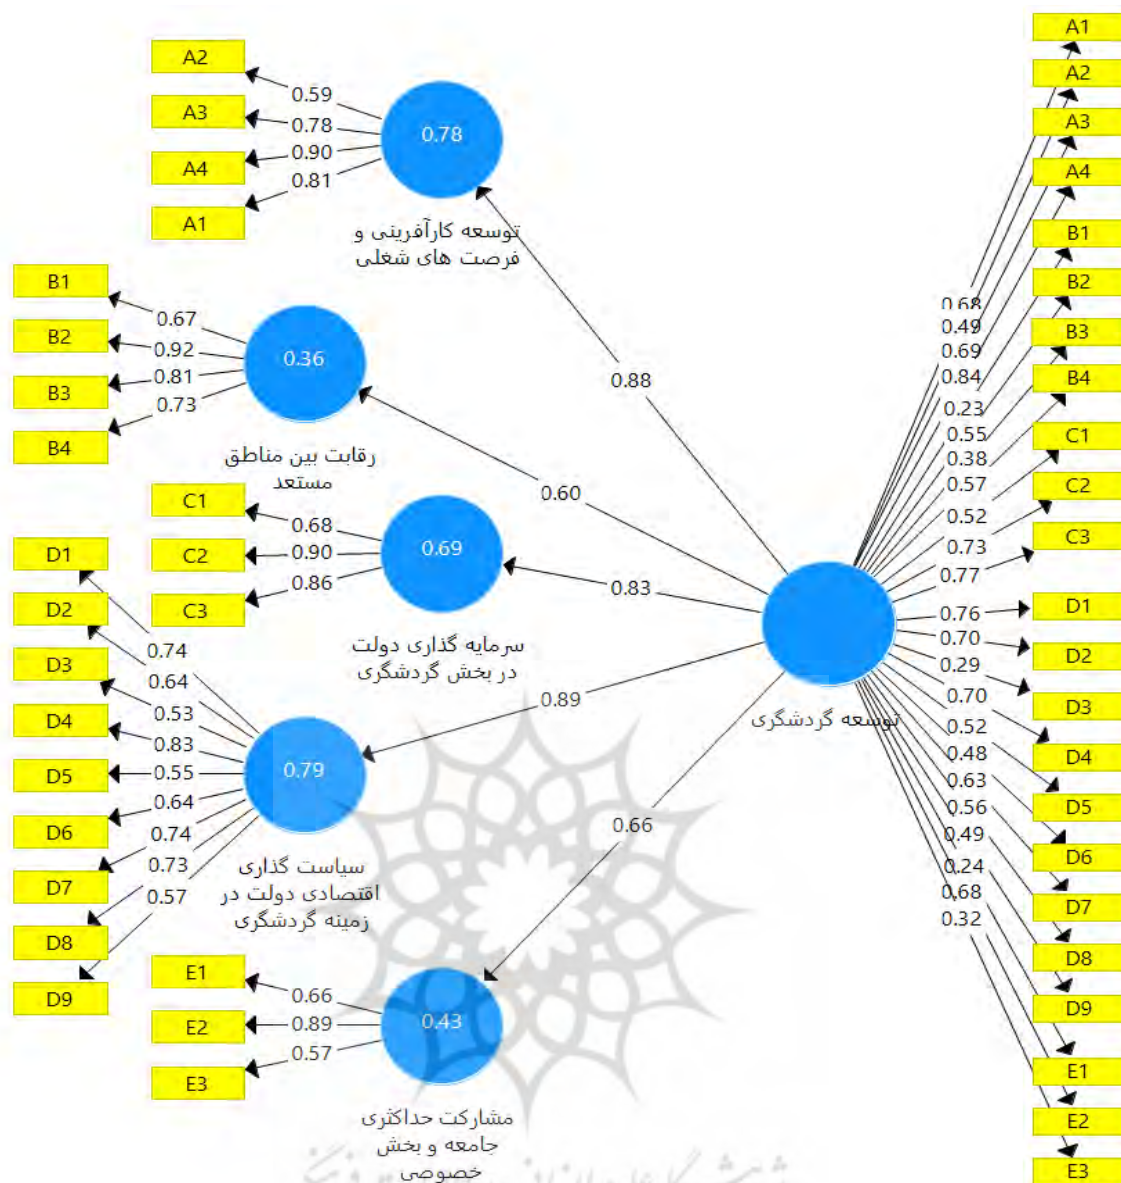 A2
0.59
A3
0.78
0.78
A4
0.90
0.81
A1
توسعه کارآفرینی و
فرصت های شغلی
B1
0.67
B2
0.92
0.36
B3
0.81
0.73
B4
رقابت بین مناطق
مستعد
C1
0.68
C2
0.90
0.69
C3
0.86
سرمایه گذاری دولت
در بخش گردشگری
D1
D2
D3
D4
D5
D6
D7
D8
D9
0.74
0.64
0.53
0.83
0.55
0.64
0.74
0.73
0.57
0.79
سیاست گذاری
اقتصادی دولت در
زمینه گردشگری
E1
0.66
E2
0.89
0.43
E3
0.57
مشارکت حداکثری
جامعه و بخش
خصوصی
0.88
0.60
0.83
0.89
0.66
توسعه گردشگری
0.68
0.49
0.69
0.84
0.23
0.55
0.38
0.57
0.52
0.73
0.77
0.76
0.70
0.29
0.70
0.52
0.48
0.63
0.56
0.49
0.24
0.68
0.32
A1
A2
A3
A4
B1
B2
B3
B4
C1
C2
C3
D1
D2
D3
D4
D5
D6
D7
D8
D9
E1
E2
E3